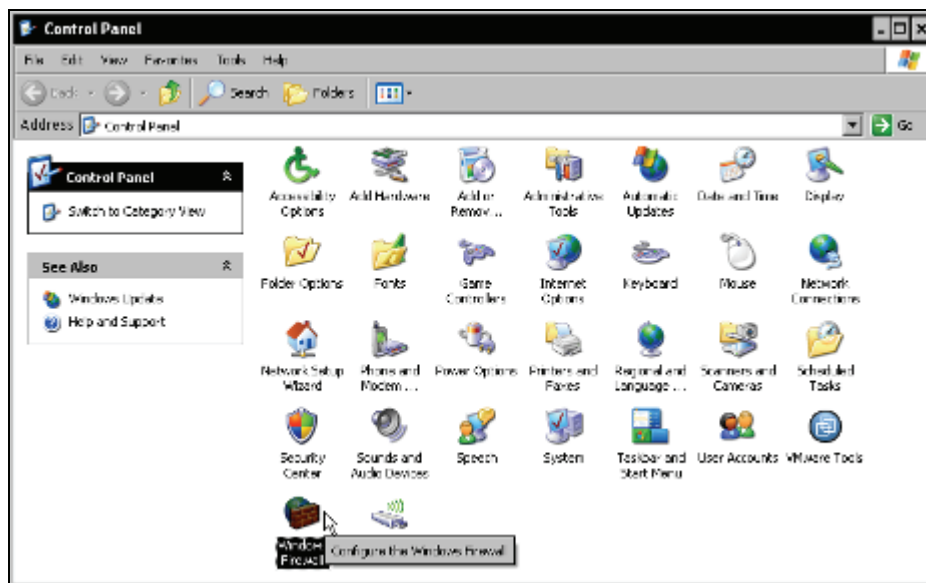 Control Panel
File Edit View Favorites Tools Help
Back Search Folders
Address Control Panel Go
Control Panel
Switch to Category View
See Also
Windows Update
Help and Support
Accessibility Options
Add Hardware
Add or Remov...
Administrative Tools
Automatic Updates
Date and Time
Display
Folder Options
Fonts
Game Controllers
Internet Options
Keyboard
Mouse
Network Connections
Network Setup Wizard
Phone and Modem ...
Power Options
Printers and Faxes
Regional and Language ...
Scanners and Cameras
Scheduled Tasks
Security Center
Sounds and Audio Devices
Speech
System
Taskbar and Start Menu
User Accounts
VMware Tools
Window
Firewall
Configure the Windows Firewall